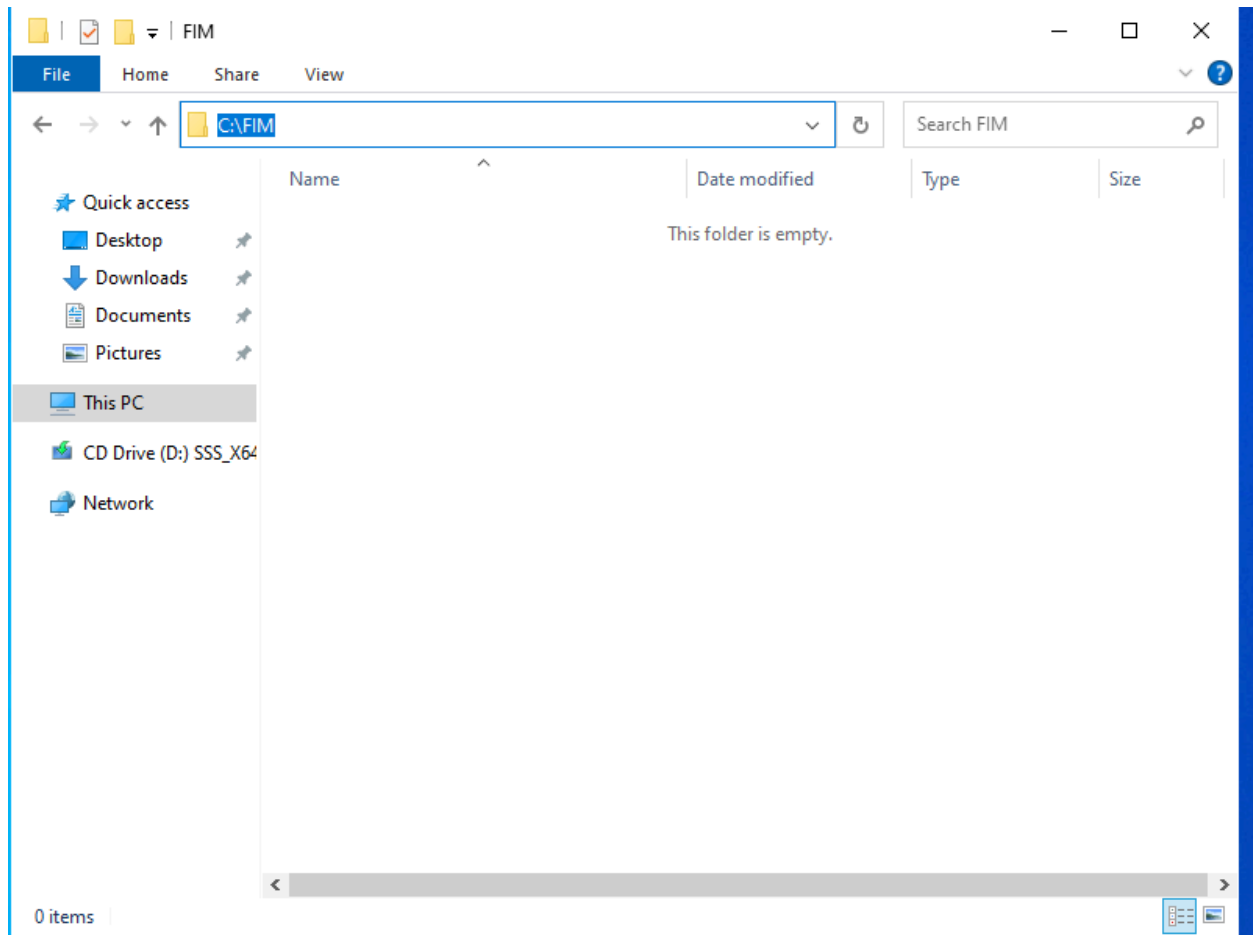 FIM
File Home Share View
C:\FIM Search FIM
Name Date modified Type Size
This folder is empty.
Quick access
Desktop
Downloads
Documents
Pictures
This PC
CD Drive (D:) SSS_X64
Network
0 items